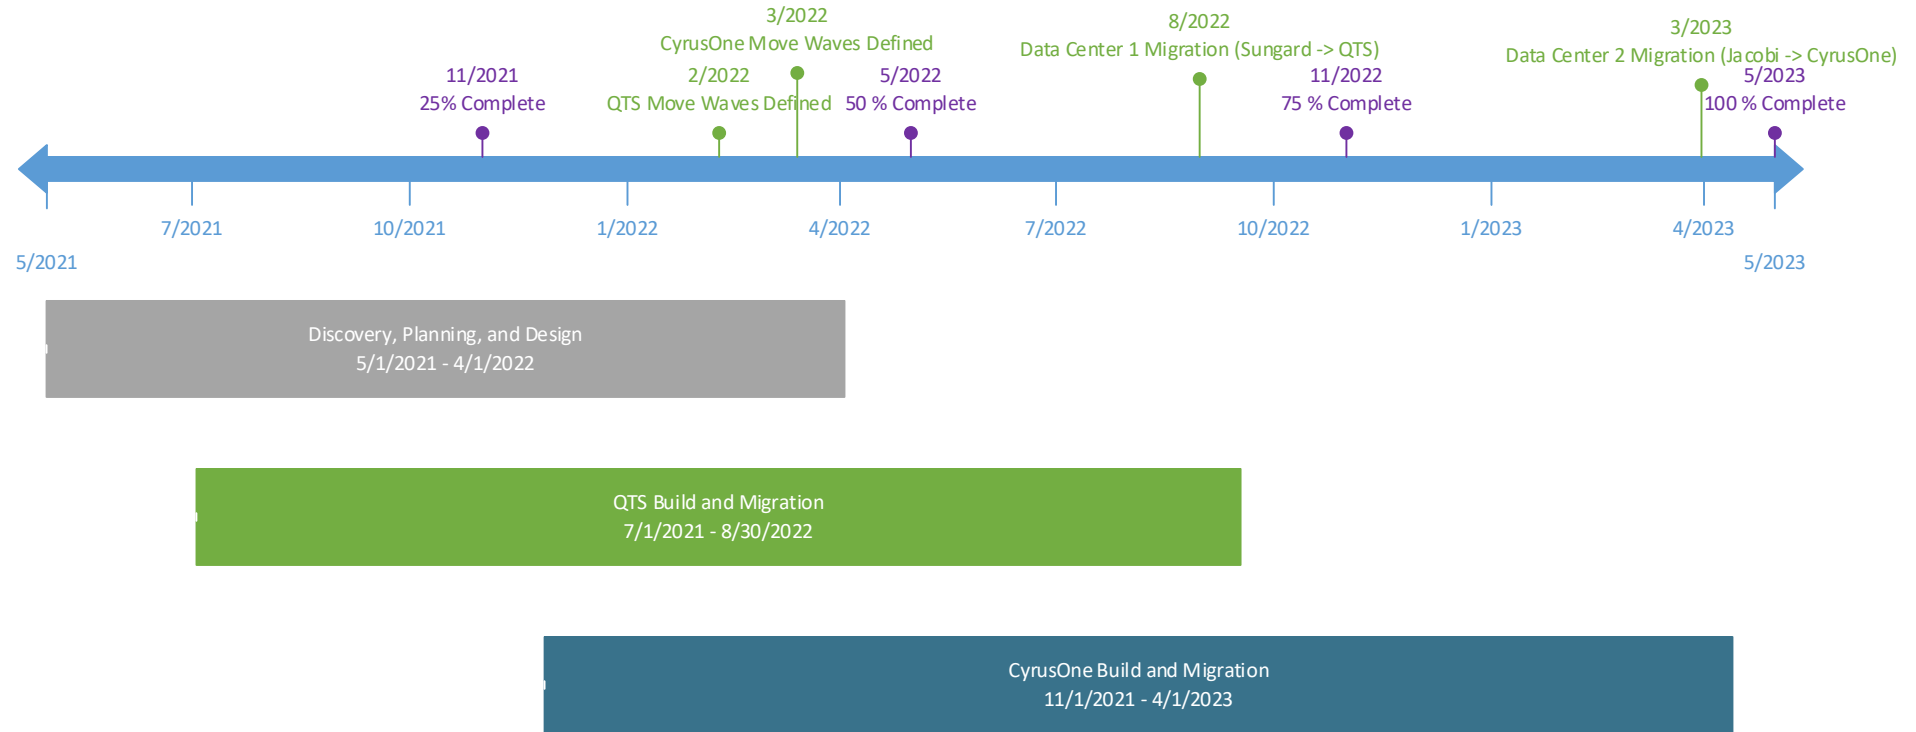 3/2022
CyrusOne Move Waves Defined
8/2022
Data Center 1 Migration (Sungard -> QTS)
3/2023
Data Center 2 Migration (Jacobi -> CyrusOne)
11/2021
25% Complete
2/2022
QTS Move Waves Defined
5/2022
50 % Complete
11/2022
75 % Complete
5/2023
100 % Complete
7/2021
10/2021
1/2022
4/2022
7/2022
10/2022
1/2023
4/2023
5/2021
5/2023
Discovery, Planning, and Design
5/1/2021 - 4/1/2022
QTS Build and Migration
7/1/2021 - 8/30/2022
CyrusOne Build and Migration
11/1/2021 - 4/1/2023